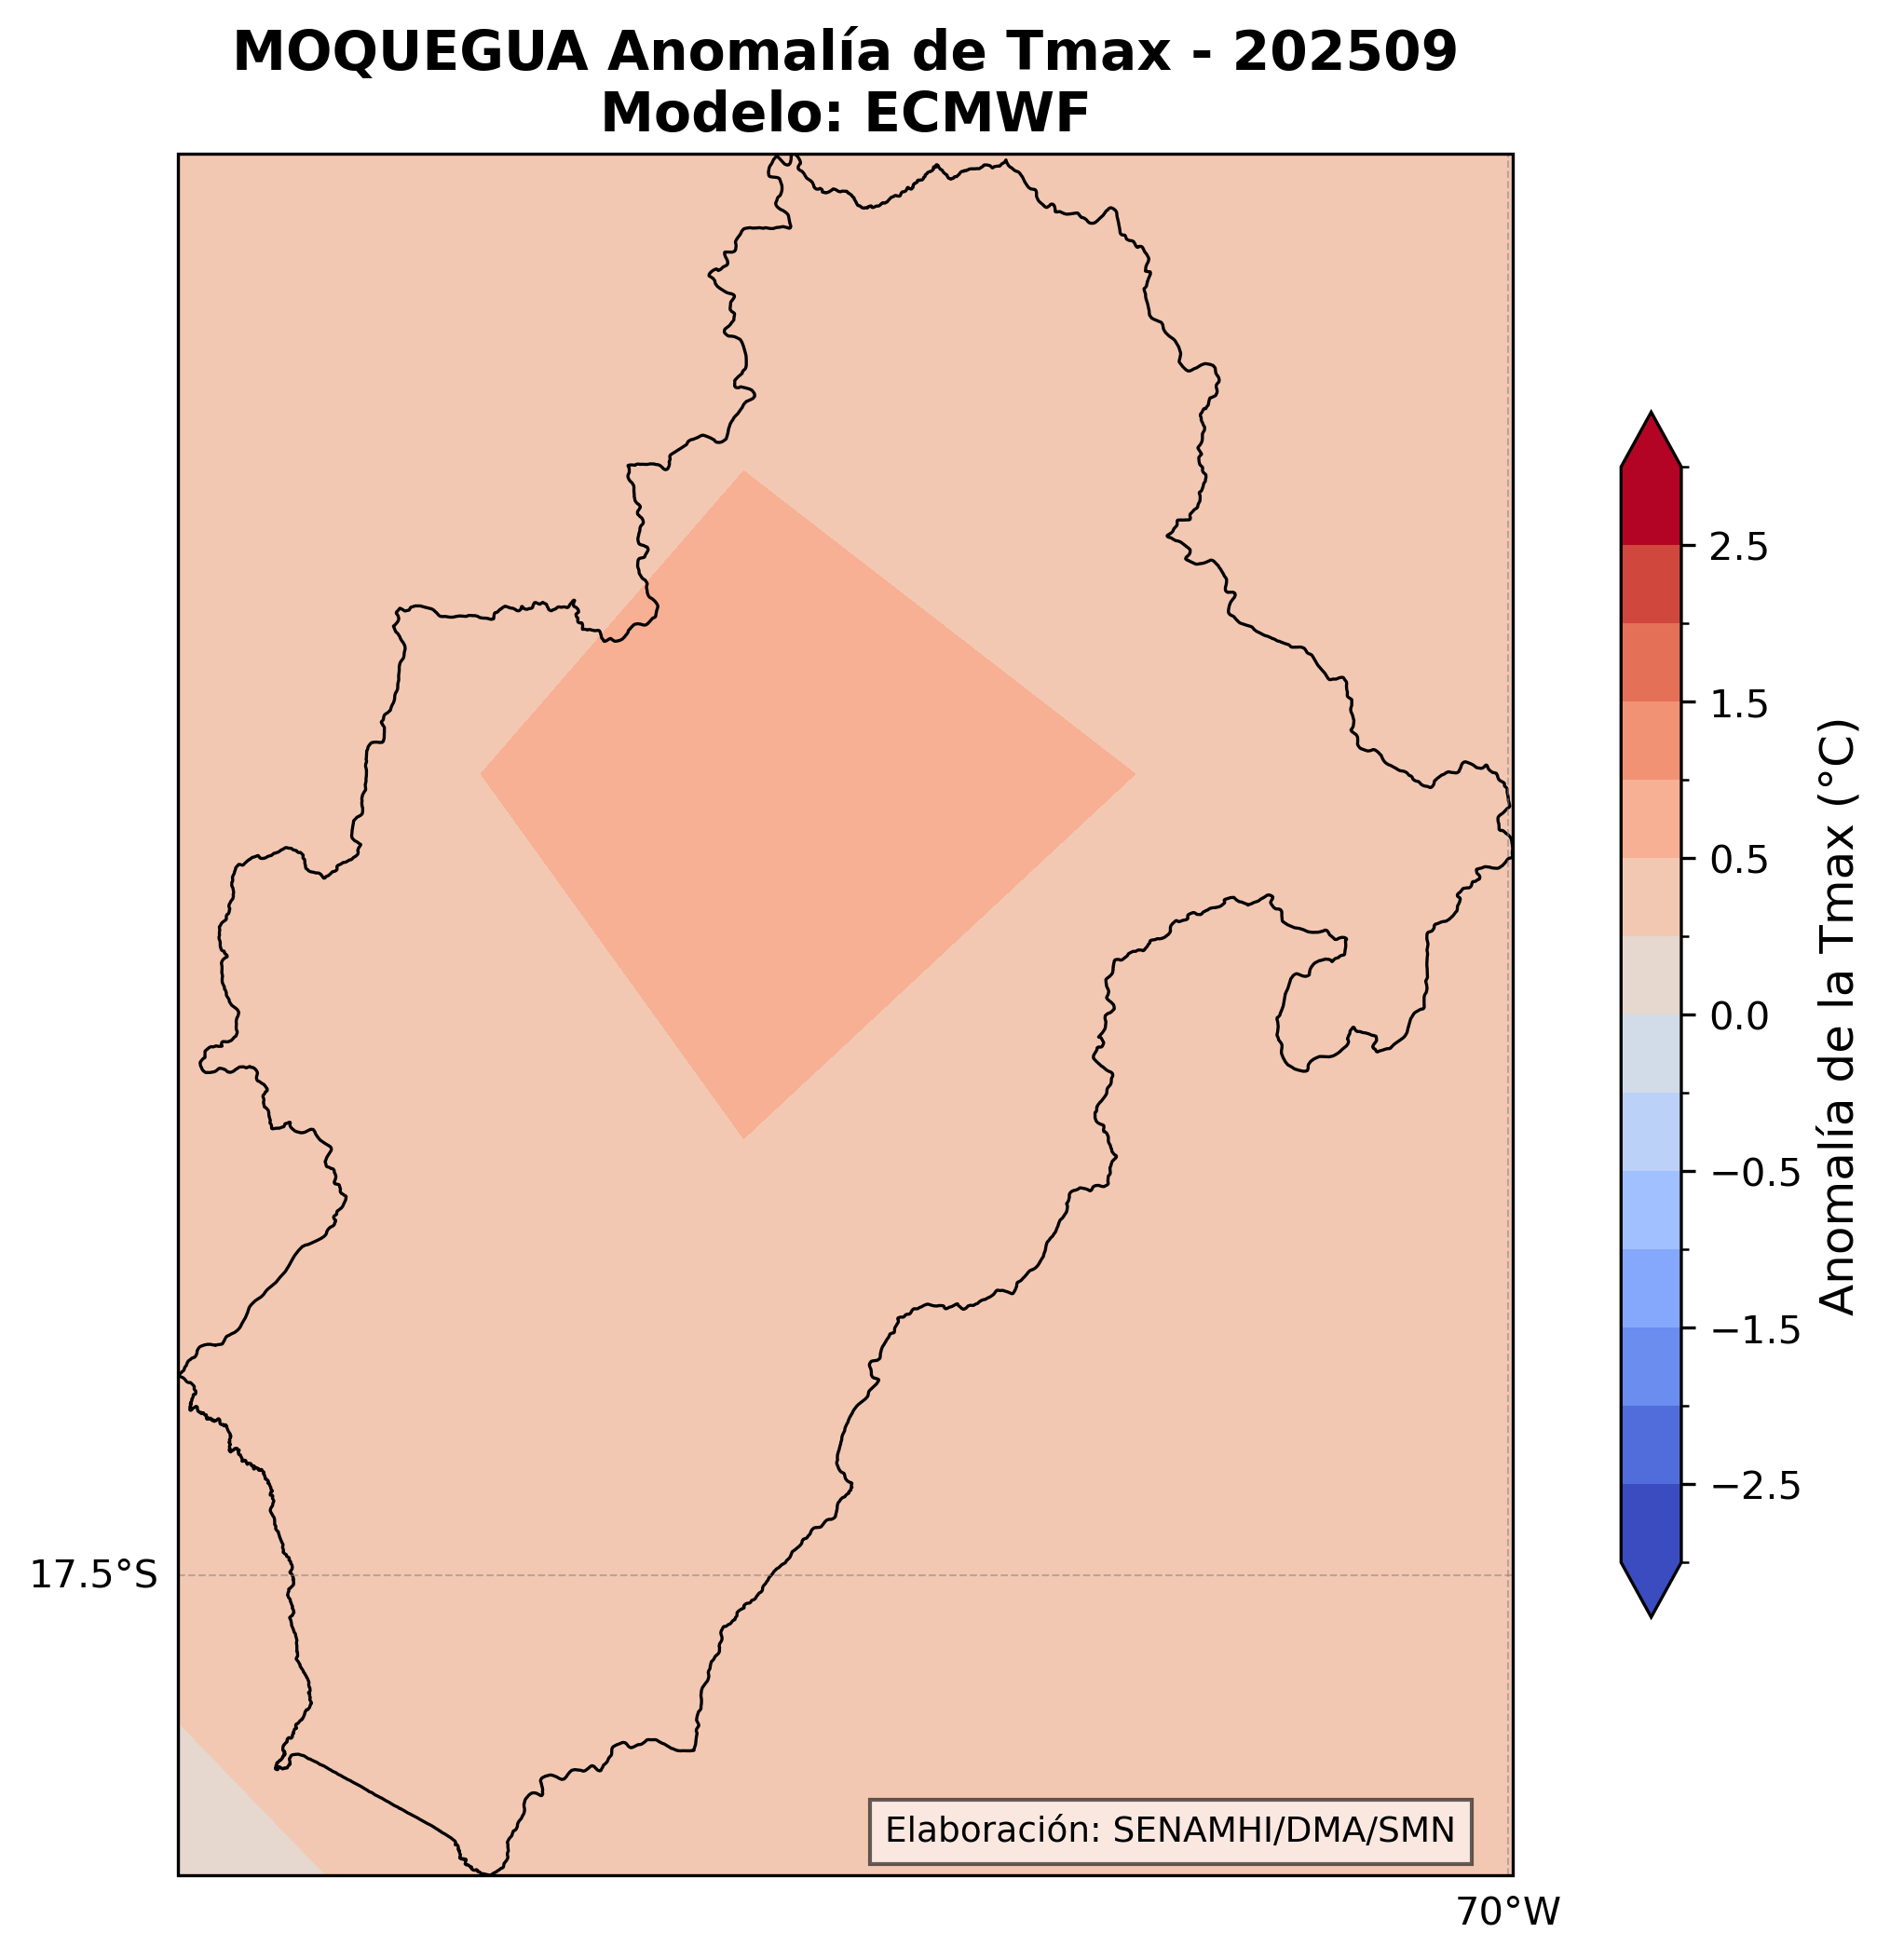 MOQUEGUA Anomalía de Tmax - 202509
Modelo: ECMWF
2.5
1.5
0.5
0.0
−0.5
−1.5
−2.5
Anomalía de la Tmax (°C)
17.5°S
Elaboración: SENAMHI/DMA/SMN
70°W